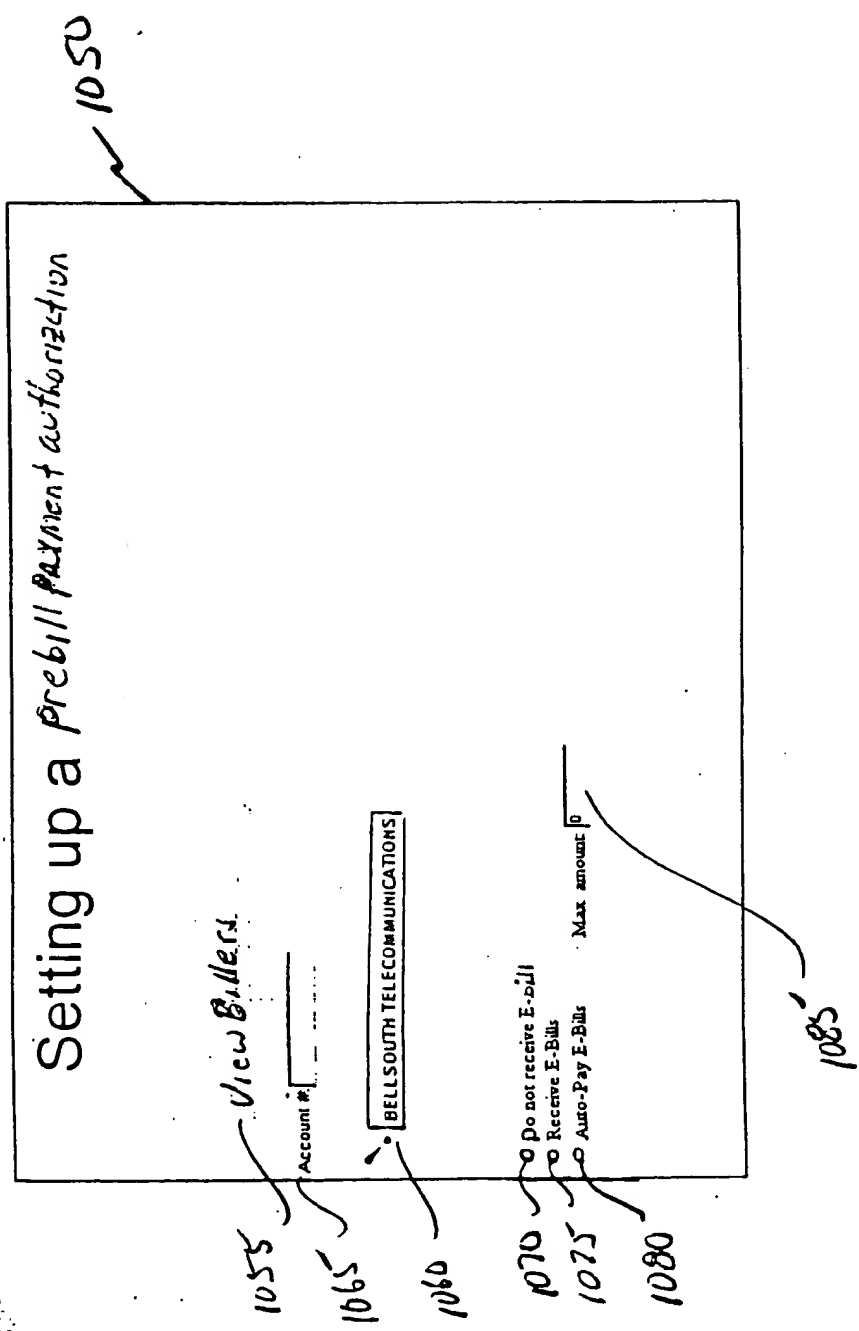 1050
Setting up a prebill payment authorization
1055
View Billers
1065
Account #:
1060
BELLSOUTH TELECOMMUNICATIONS
1070
Do not receive E-bill
1075
Receive E-Bills
1080
Auto-Pay E-Bills Max amount 0
1085